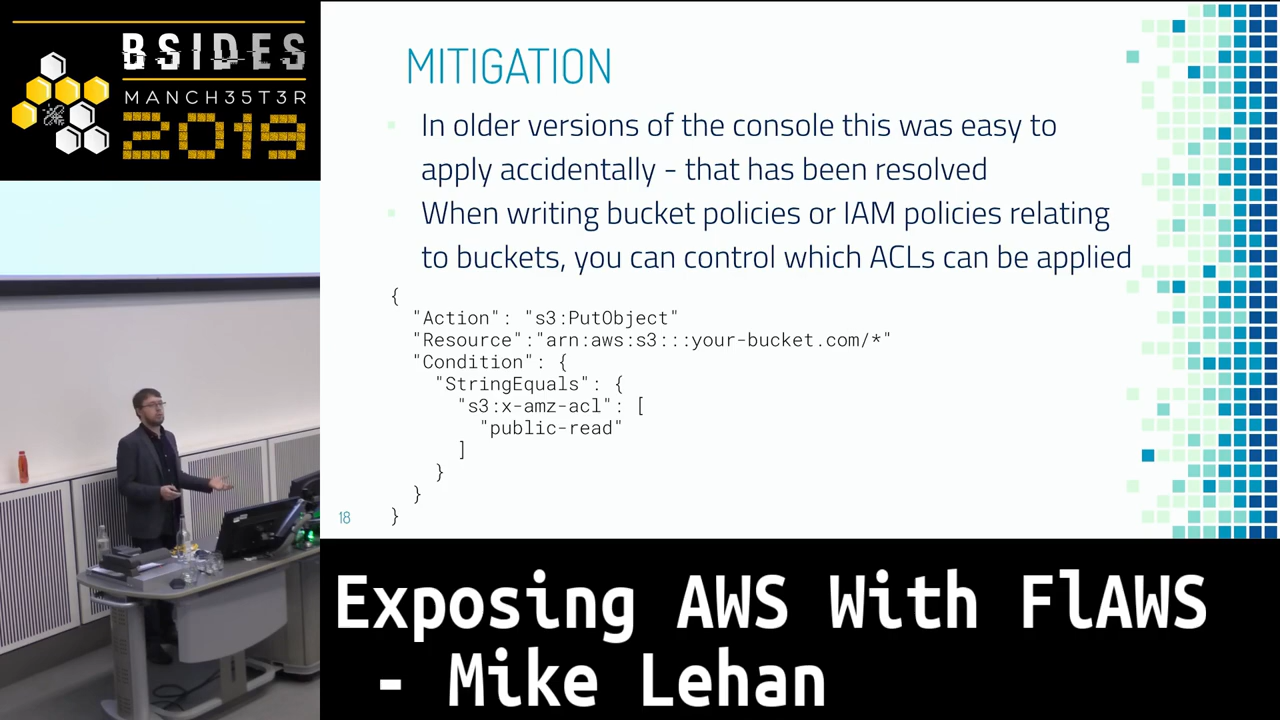 BSIDES
MANCH35T3R
2019
MITIGATION
In older versions of the console this was easy to
apply accidentally - that has been resolved
When writing bucket policies or IAM policies relating
to buckets, you can control which ACLs can be applied
{
"Action": "s3:PutObject"
"Resource":"arn:aws:s3:::your-bucket.com/*"
"Condition": {
"StringEquals": {
"s3:x-amz-acl": [
"public-read"
]
}
}
}
18
Exposing AWS With FlAWS
- Mike Lehan